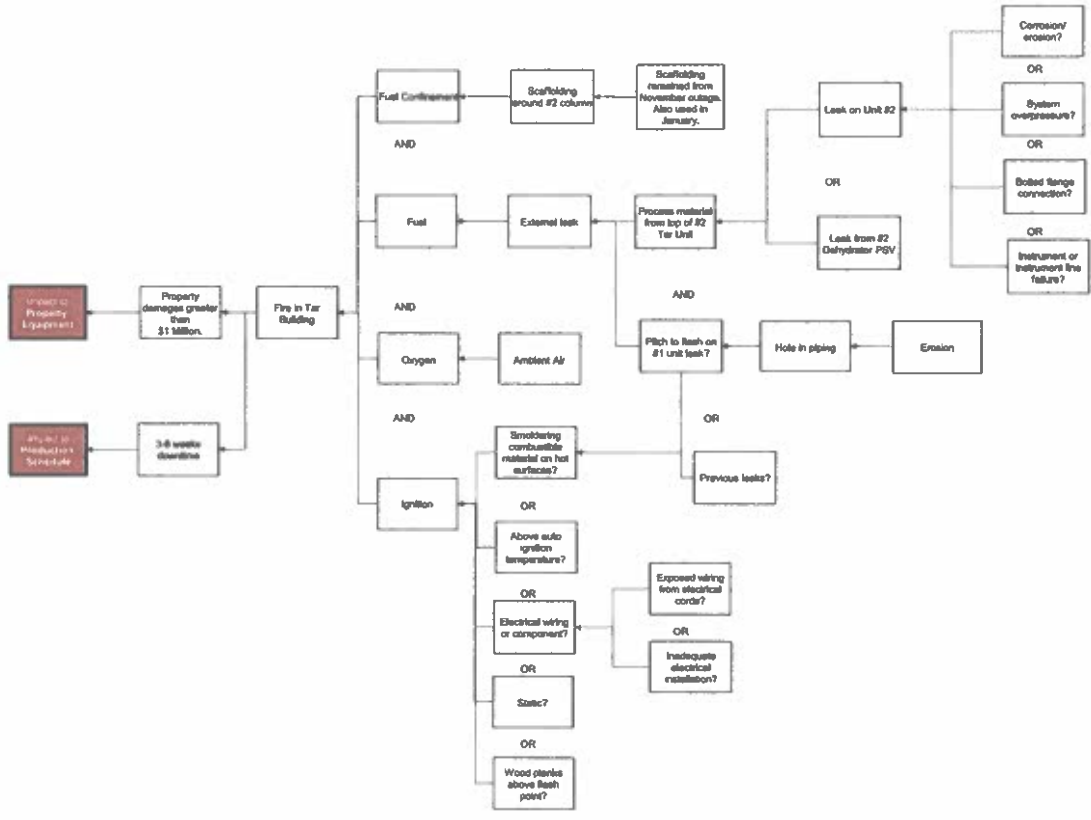 Corrosion/
erosion?
OR
System
overpressure?
OR
Bolted flange
connection?
OR
Instrument or
instrument line
failure?
Fuel Confinement
Scaffolding
around #2 column
Scaffolding
remained from
November outage.
Also used in
January.
Leak on Unit #2
AND
OR
Fuel
External leak
Process material
from top of #2
Tar Unit
Leak from #2
Dehydrator PSV
Impact to
Property
Equipment
Property
damages greater
than
$1 Million.
Fire in Tar
Building
AND
AND
Oxygen
Ambient Air
Pitch to flash on
#1 unit leak?
Hole in piping
Erosion
AND
OR
Impact to
Production
Schedule
downtime
Smoldering
combustible
material on hot
surfaces?
Previous leaks?
Ignition
OR
Above auto
ignition
temperature?
OR
Electrical wiring
or component?
Exposed wiring
from electrical
cords?
OR
Inadequate
electrical
installation?
OR
Static?
OR
Wood planks
above flash
point?